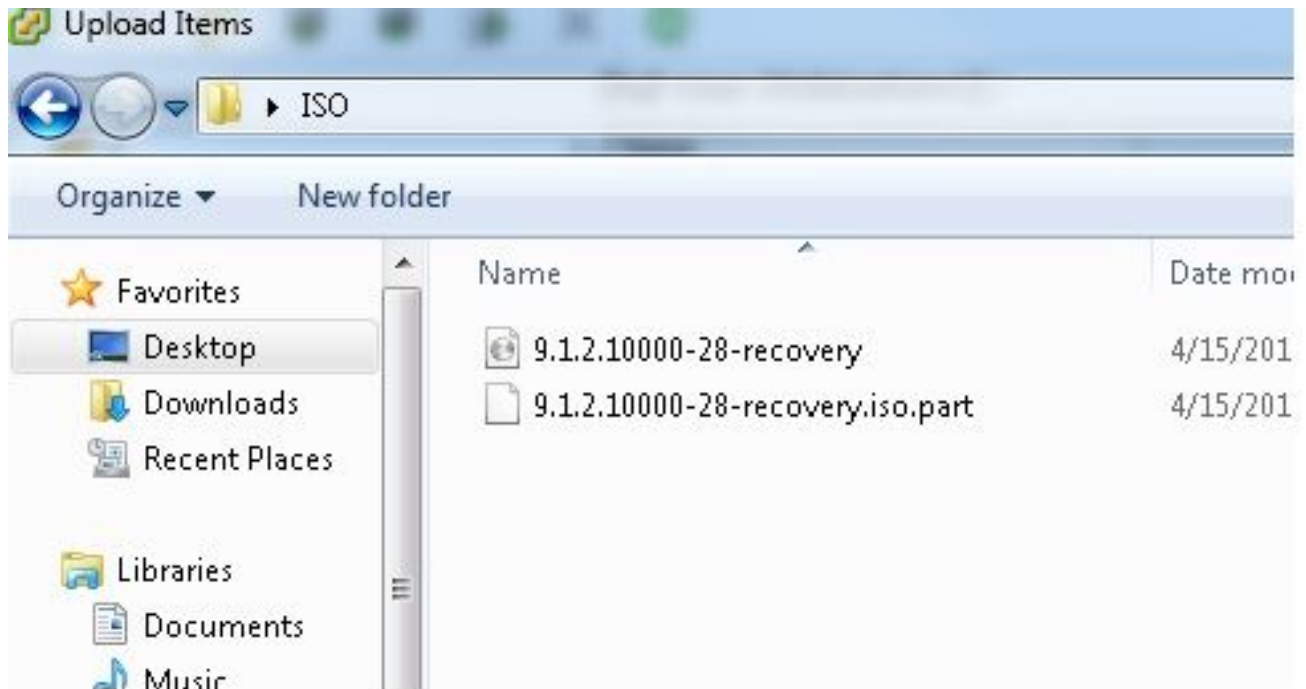 Upload Items
ISO
Organize New folder
Name Date mo
Favorites
Desktop
9.1.2.10000-28-recovery 4/15/201
Downloads
9.1.2.10000-28-recovery.iso.part 4/15/201
Recent Places
Libraries
Documents
Music